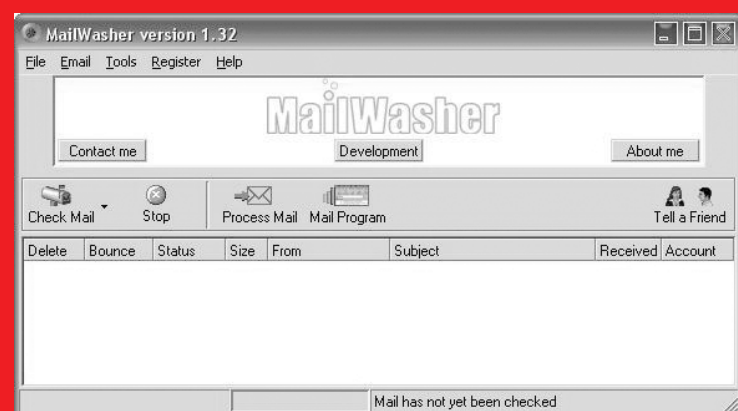 MailWasher version 1.32
File Email Tools Register Help
MailWasher
Contact me Development About me
Check Mail Stop Process Mail Mail Program Tell a Friend
Delete Bounce Status Size From Subject Received Account
Mail has not yet been checked